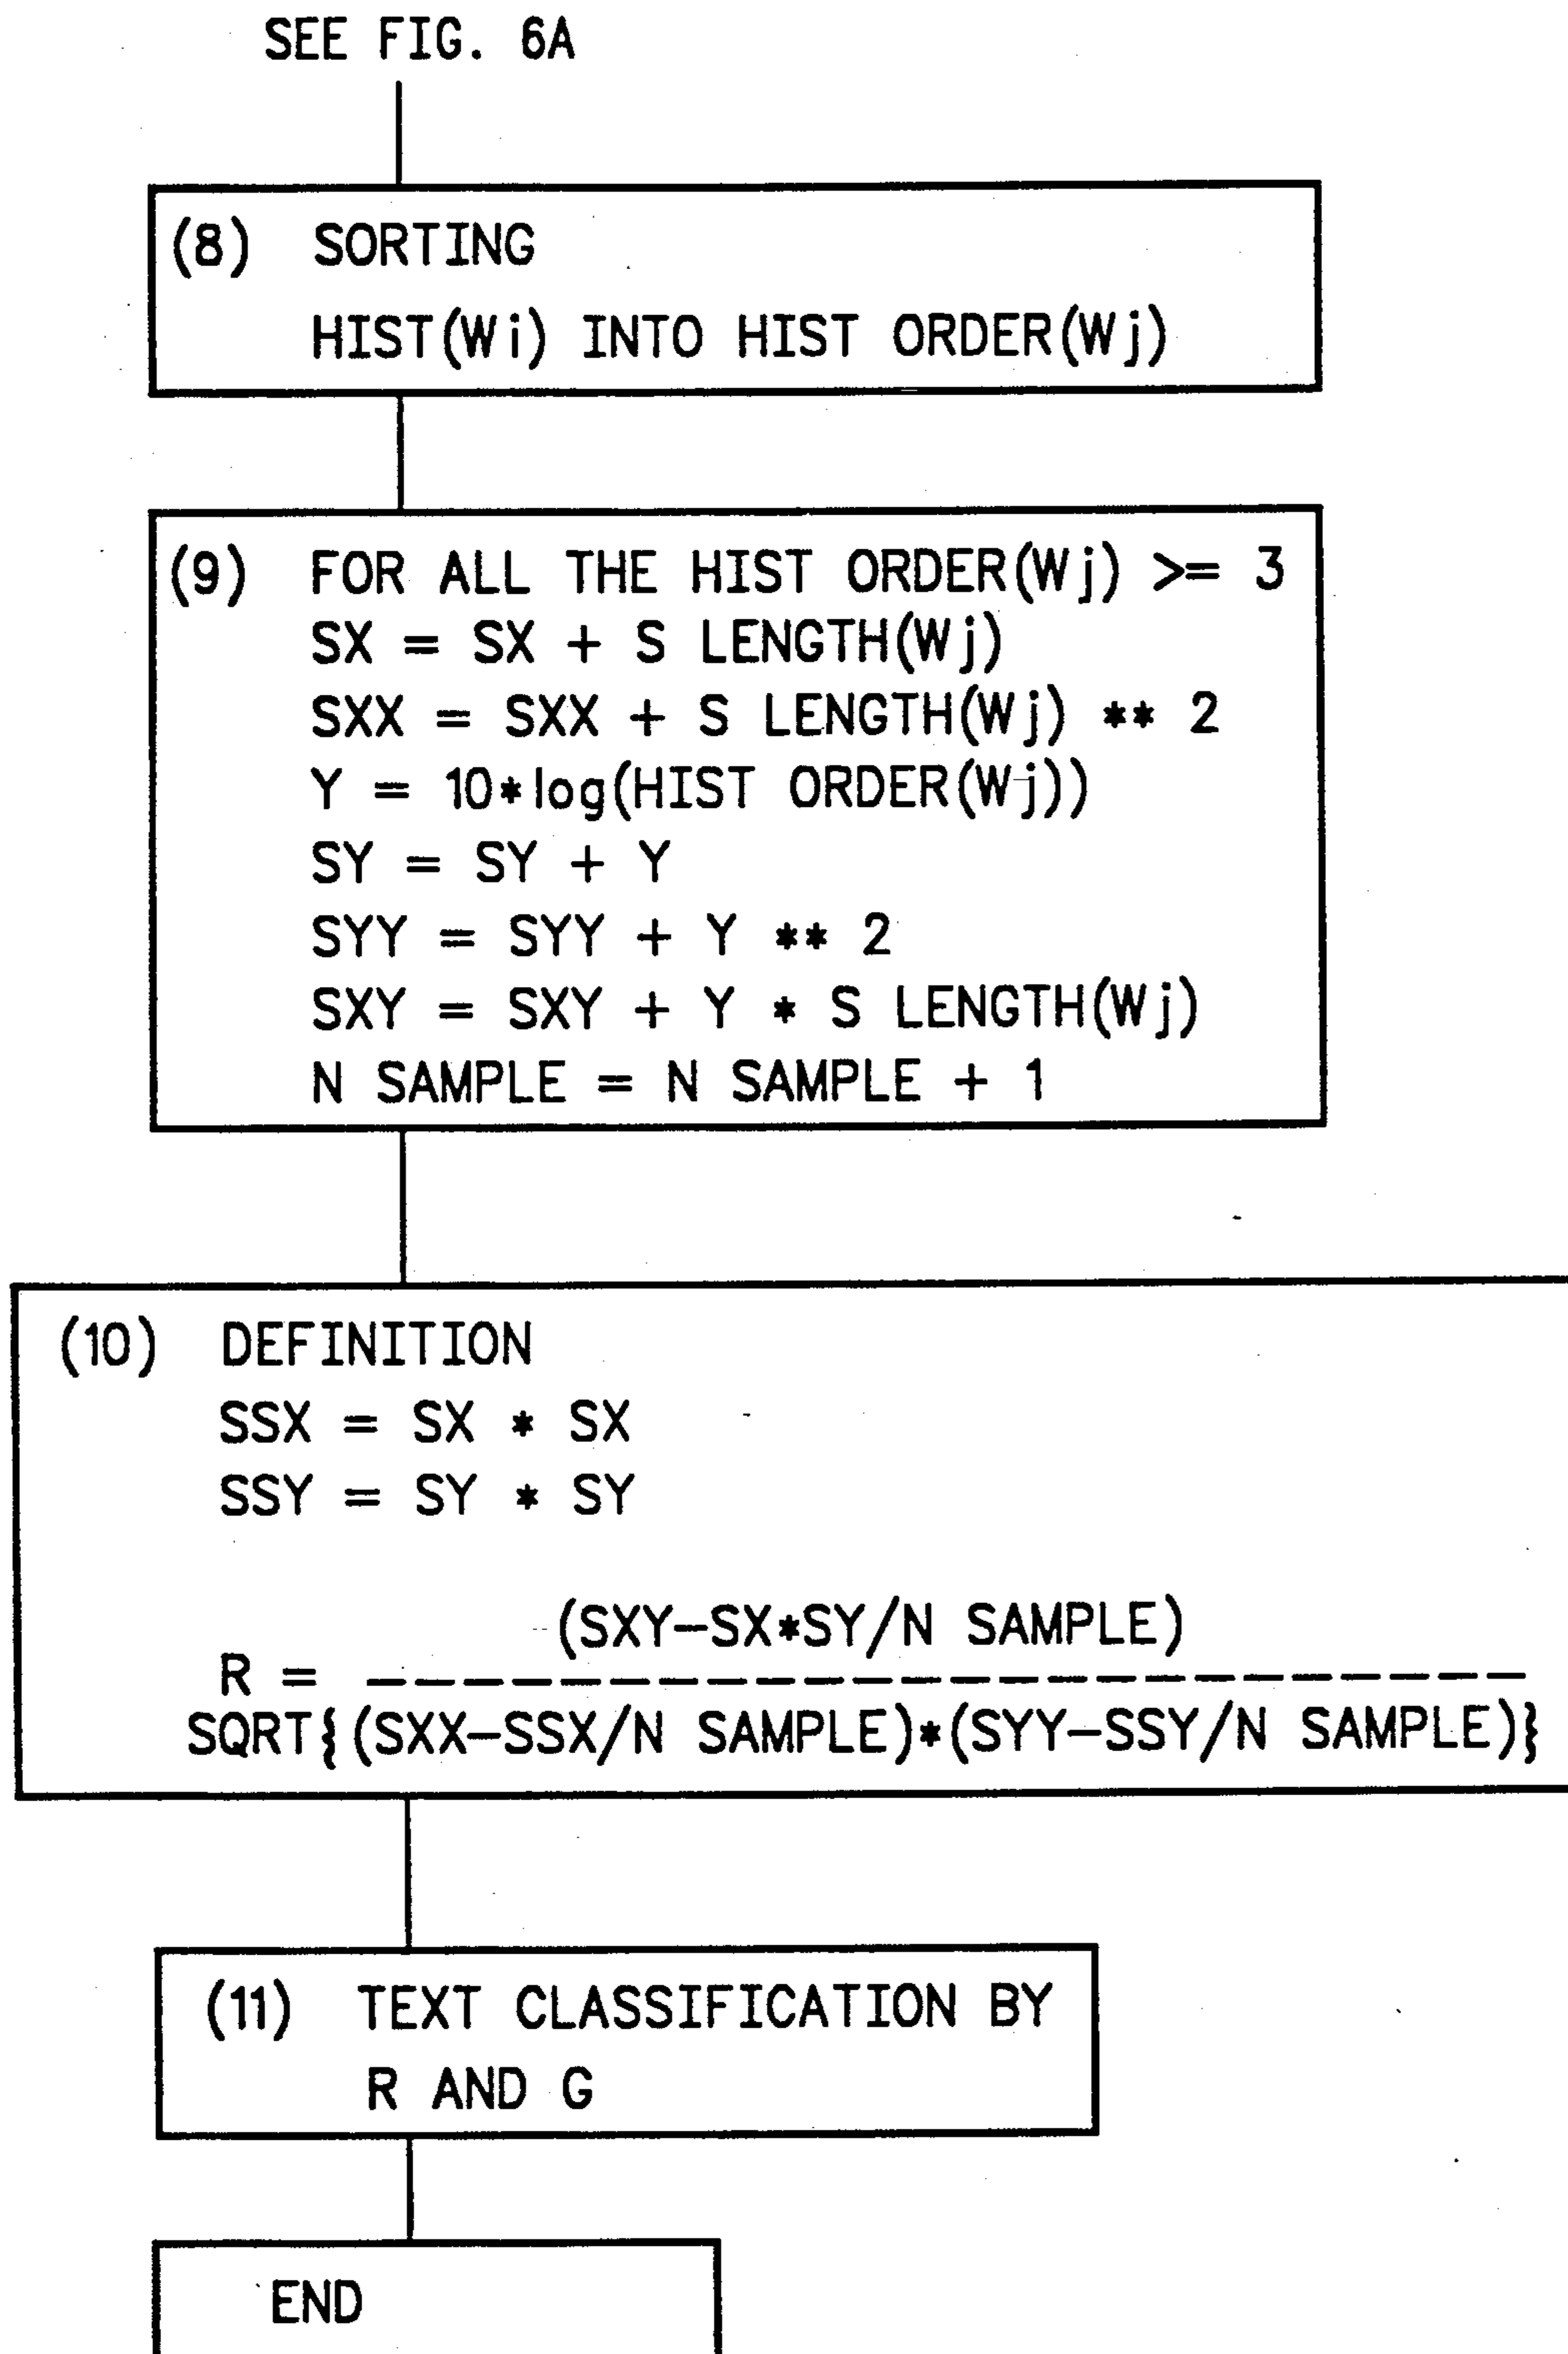 SEE FIG. 6A
(8) SORTING
HIST(Wi) INTO HIST ORDER(Wj)
(9) FOR ALL THE HIST ORDER(Wj) >= 3
SX = SX + S LENGTH(Wj)
SXX = SXX + S LENGTH(Wj) ** 2
Y = 10*log(HIST ORDER(Wj))
SY = SY + Y
SYY = SYY + Y ** 2
SXY = SXY + Y * S LENGTH(Wj)
N SAMPLE = N SAMPLE + 1
(10) DEFINITION
SSX = SX * SX
SSY = SY * SY
(SXY-SX*SY/N SAMPLE)
R = ------------------------
SQRT{(SXX-SSX/N SAMPLE)*(SYY-SSY/N SAMPLE)}
(11) TEXT CLASSIFICATION BY
R AND G
END